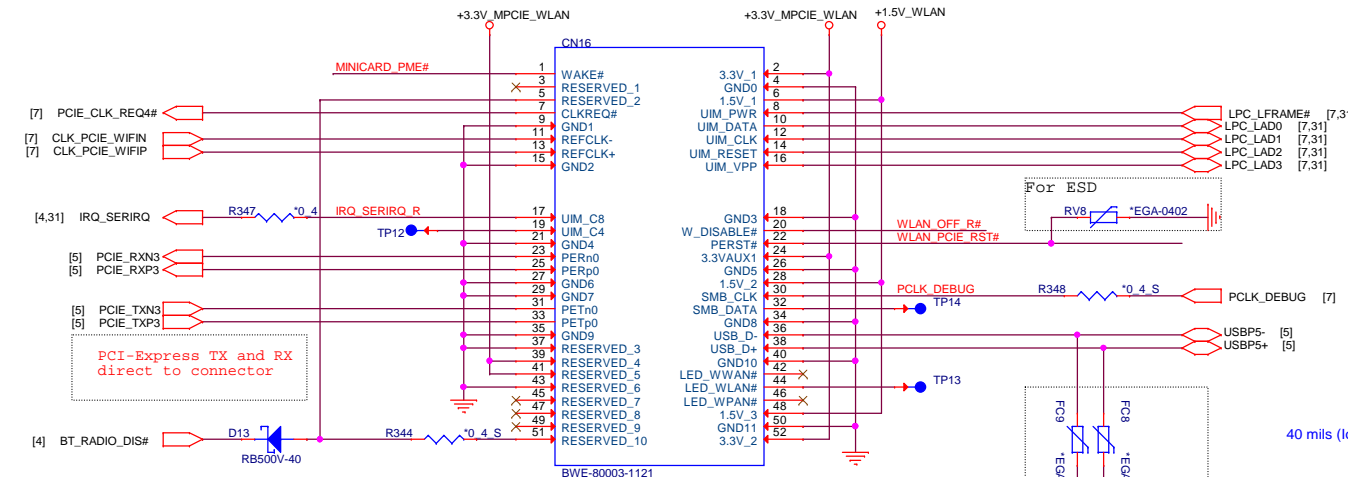 +3.3V_MPCIE_WLAN
+3.3V_MPCIE_WLAN
+1.5V_WLAN
CN16
MINICARD_PME#
1 WAKE#
3 RESERVED_1
5 RESERVED_2
[7] PCIE_CLK_REQ4# 7 CLKREQ#
9 GND1
[7] CLK_PCIE_WIFIN 11 REFCLK-
[7] CLK_PCIE_WIFIP 13 REFCLK+
15 GND2
[4,31] IRQ_SERIRQ R347 *0_4 IRQ_SERIRQ_R 17 UIM_C8
TP12 19 UIM_C4
21 GND4
[5] PCIE_RXN3 23 PERn0
[5] PCIE_RXP3 25 PERp0
27 GND6
29 GND7
[5] PCIE_TXN3 31 PETn0
[5] PCIE_TXP3 33 PETp0
35 GND9
37 RESERVED_3
39 RESERVED_4
41 RESERVED_5
43 RESERVED_6
45 RESERVED_7
47 RESERVED_8
49 RESERVED_9
[4] BT_RADIO_DIS# D13 RB500V-40 R344 *0_4_S 51 RESERVED_10
PCI-Express TX and RX
direct to connector
3.3V_1 2
GND0 4
1.5V_1 6
UIM_PWR 8 LPC_LFRAME#
UIM_DATA 10 LPC_LAD0 [7,31]
UIM_CLK 12 LPC_LAD1 [7,31]
UIM_RESET 14 LPC_LAD2 [7,31]
UIM_VPP 16 LPC_LAD3 [7,31]
For ESD
RV8 *EGA-0402
GND3 18
W_DISABLE# 20 WLAN_OFF_R#
PERST# 22 WLAN_PCIE_RST#
3.3VAUX1 24
GND5 26
1.5V_2 28
SMB_CLK 30 PCLK_DEBUG R348 *0_4_S PCLK_DEBUG [7]
SMB_DATA 32 TP14
GND8 34
USB_D- 36 USBP5- [5]
USB_D+ 38 USBP5+ [5]
GND10 40
LED_WWAN# 42
LED_WLAN# 44 TP13
LED_WPAN# 46
1.5V_3 48
GND11 50
3.3V_2 52
BWE-80003-1121
FC9
FC8
40 mils